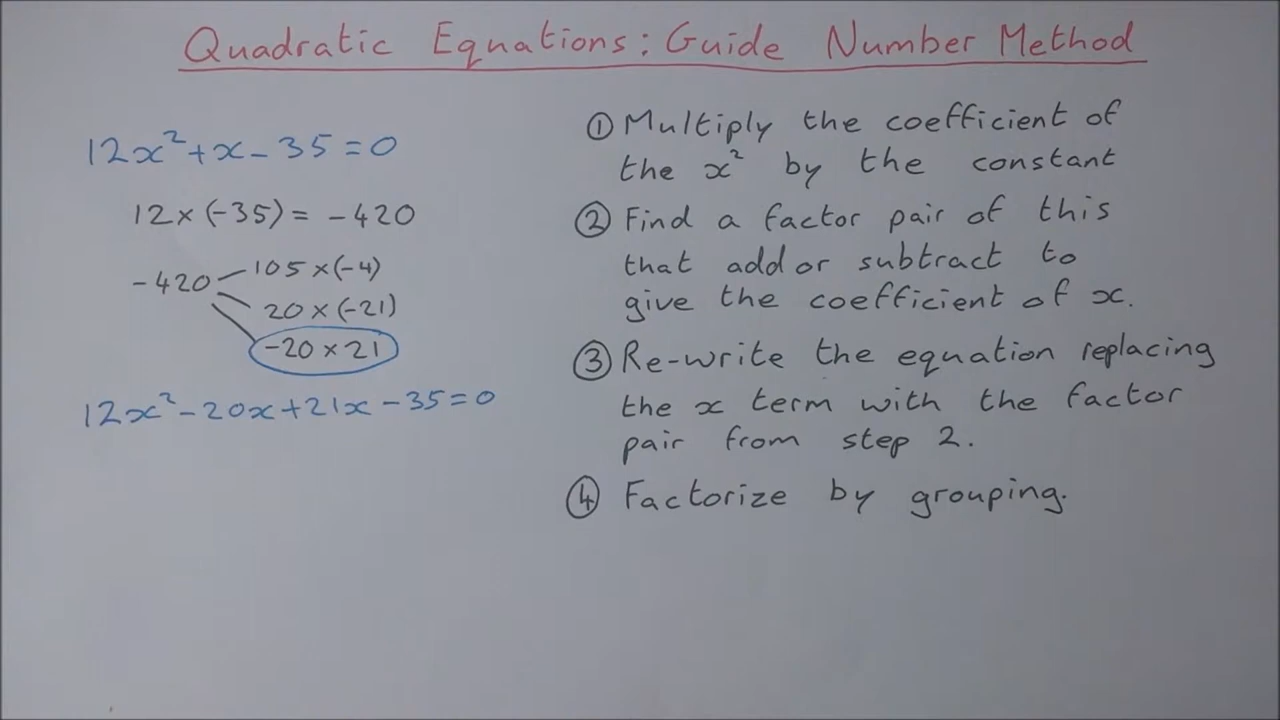 Quadratic Equations: Guide Number Method
12x²+x-35=0
12×(-35)= -420
-420
105×(-4)
20×(-21)
-20×21
12x²-20x+21x-35=0
① Multiply the coefficient of
the x² by the constant
② Find a factor pair of this
that add or subtract to
give the coefficient of x.
③ Re-write the equation replacing
the x term with the factor
pair from step 2.
④ Factorize by grouping.